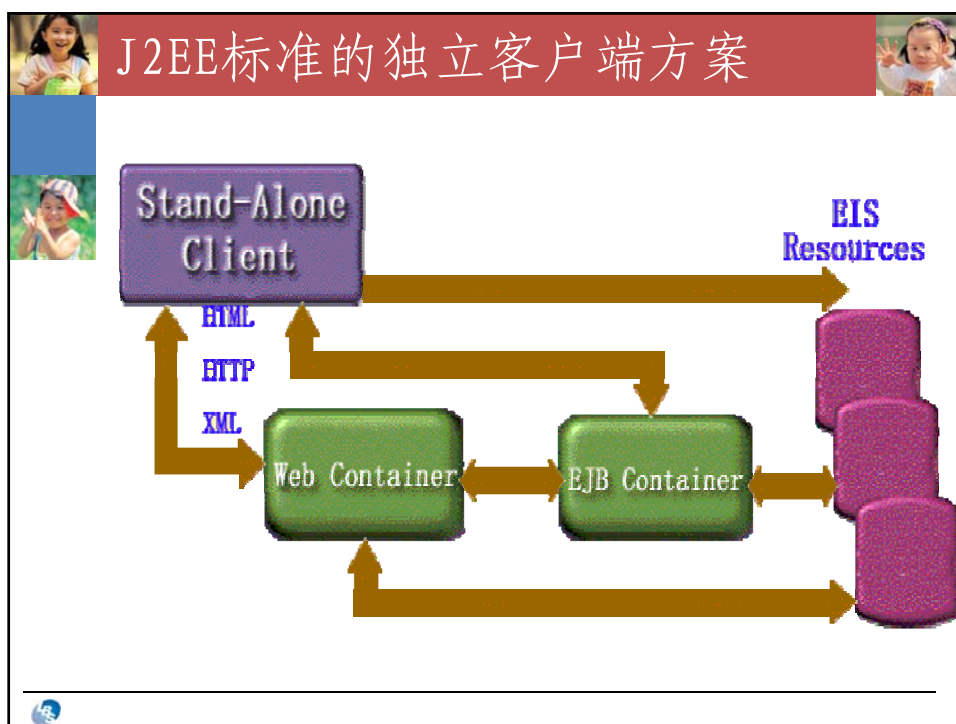 J2EE标准的独立客户端方案
Stand-Alone
Client
EIS
Resources
HTML
HTTP
XML
Web Container
EJB Container
LBS